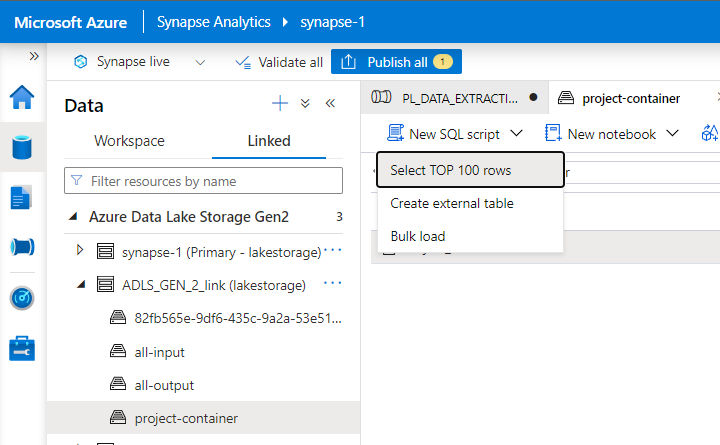 Microsoft Azure Synapse Analytics synapse-1
Synapse live Validate all Publish all 1
Data
Workspace Linked
Filter resources by name
Azure Data Lake Storage Gen2 3
synapse-1 (Primary - lakestorage) ...
ADLS_GEN_2_link (lakestorage) ...
82fb565e-9df6-435c-9a2a-53e51...
all-input
all-output
project-container
PL_DATA_EXTRACTI... project-container
New SQL script New notebook
Select TOP 100 rows
Create external table
Bulk load